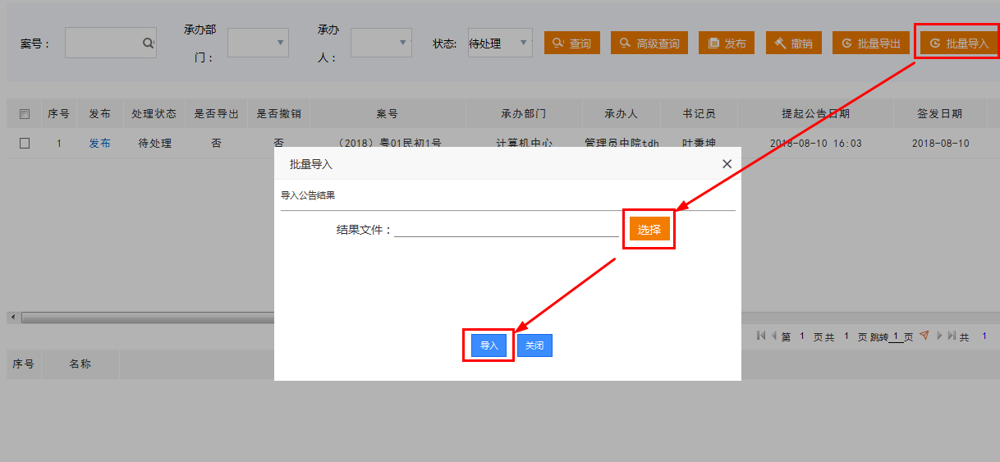 案号：
承办部门：
承办人：
状态: 待处理
查询
高级查询
发布
撤销
批量导出
批量导入
序号 发布 处理状态 是否导出 是否撤销 案号 承办部门 承办人 书记员 提起公告日期 签发日期
1 发布 待处理 否 否 （2018）粤01民初1号 计算机中心 管理员中院tdh 叶秉坤 2018-08-10 16:03 2018-08-10
批量导入
导入公告结果
结果文件：
选择
导入 关闭
第 1 页 共 1 页 跳转 1 页 共 1
序号 名称